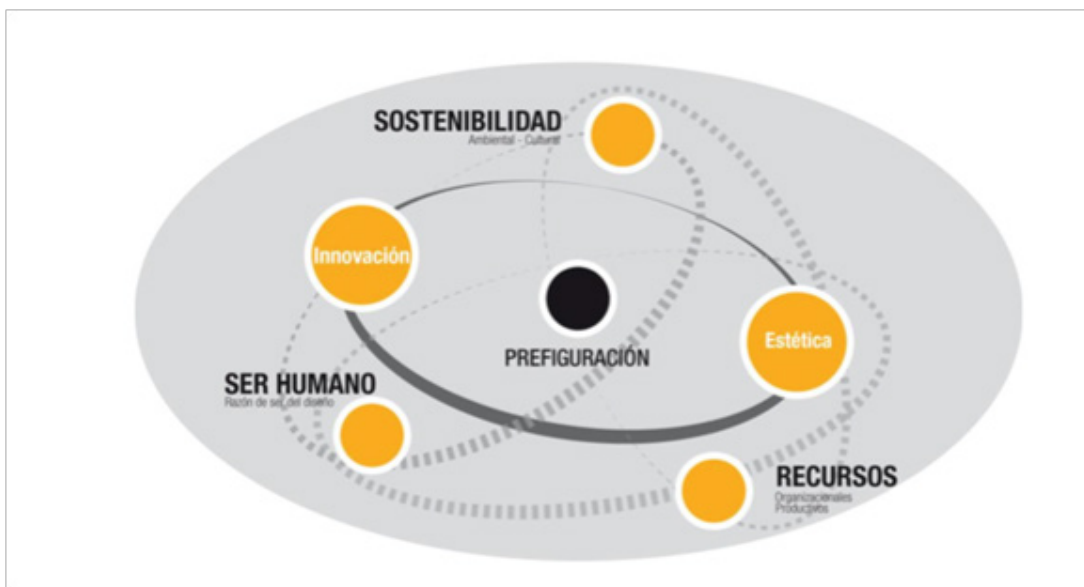 SOSTENIBILIDAD
Ambiental - Cultural
Innovación
PREFIGURACIÓN
Estética
SER HUMANO
Razón de ser del diseño
RECURSOS
Organizacionales
Productivos